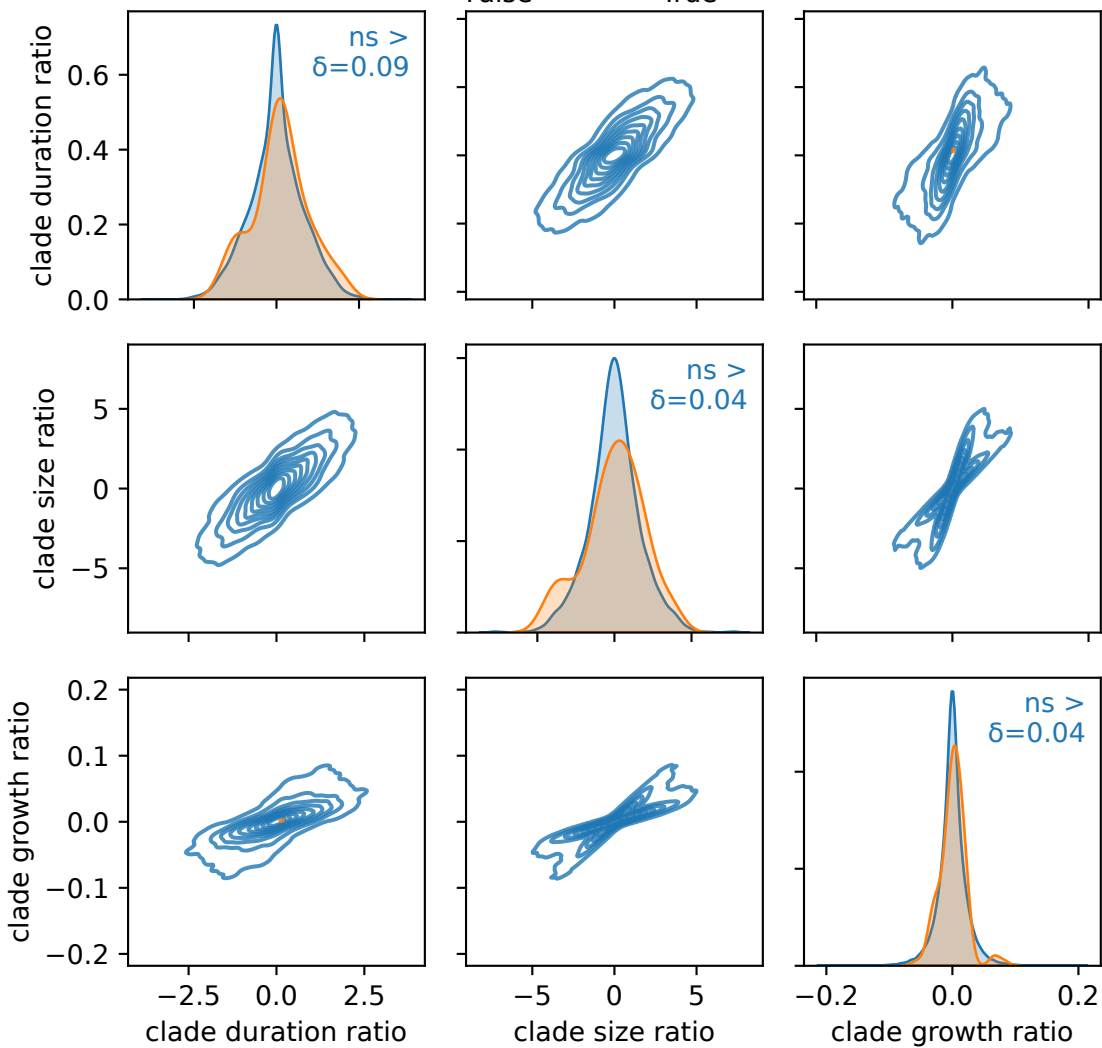 False True
clade duration ratio
0.6
0.4
0.2
0.0
ns >
δ=0.09
clade size ratio
5
0
−5
ns >
δ=0.04
clade growth ratio
0.2
0.1
0.0
−0.1
−0.2
ns >
δ=0.04
−2.5 0.0 2.5
−5 0 5
−0.2 0.0 0.2
clade duration ratio
clade size ratio
clade growth ratio